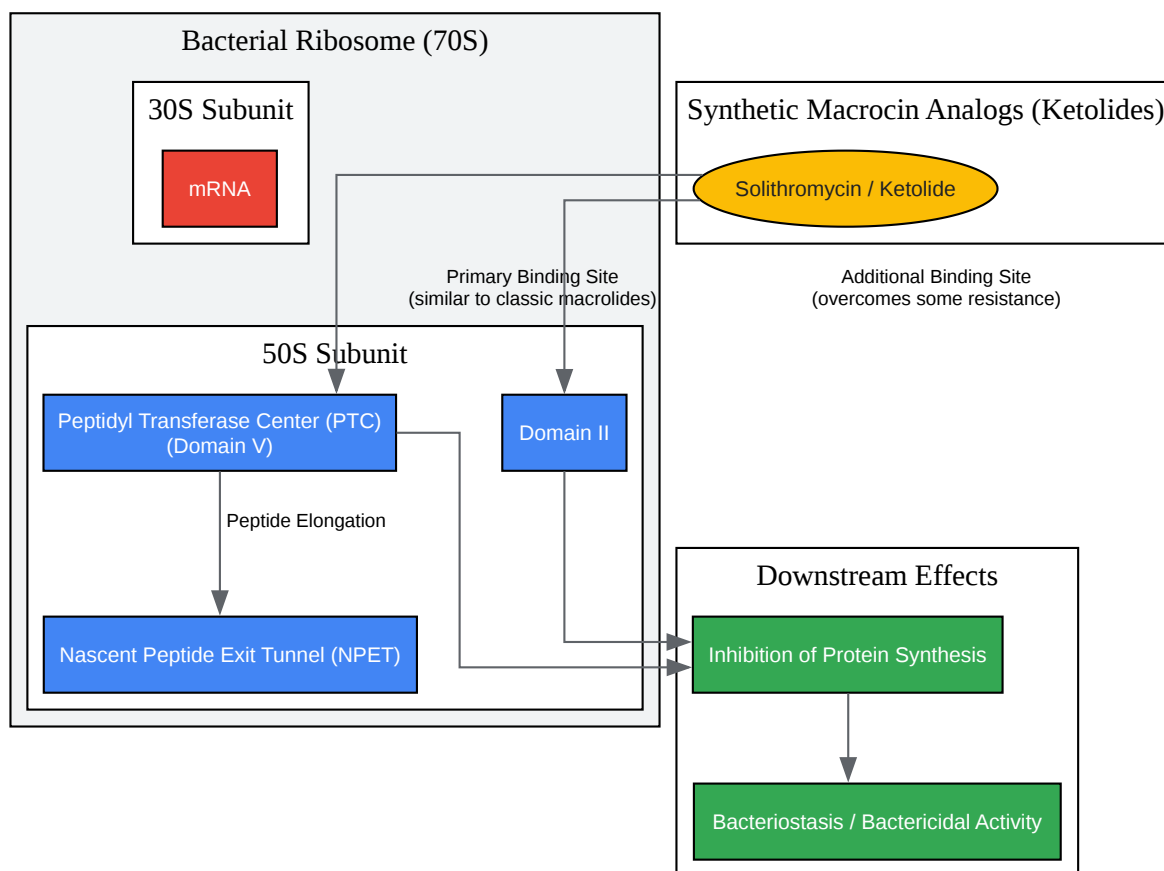 Bacterial Ribosome (70S)
30S Subunit
mRNA
Synthetic Macrocin Analogs (Ketolides)
Solithromycin / Ketolide
Primary Binding Site
(similar to classic macrolides)
Additional Binding Site
(overcomes some resistance)
50S Subunit
Peptidyl Transferase Center (PTC)
(Domain V)
Domain II
Peptide Elongation
Nascent Peptide Exit Tunnel (NPET)
Downstream Effects
Inhibition of Protein Synthesis
Bacteriostasis / Bactericidal Activity